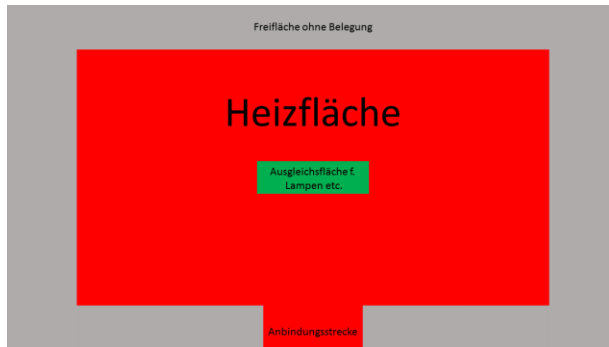 Freifläche ohne Belegung
Heizfläche
Ausgleichsfläche f.
Lampen etc.
Anbindungsstrecke